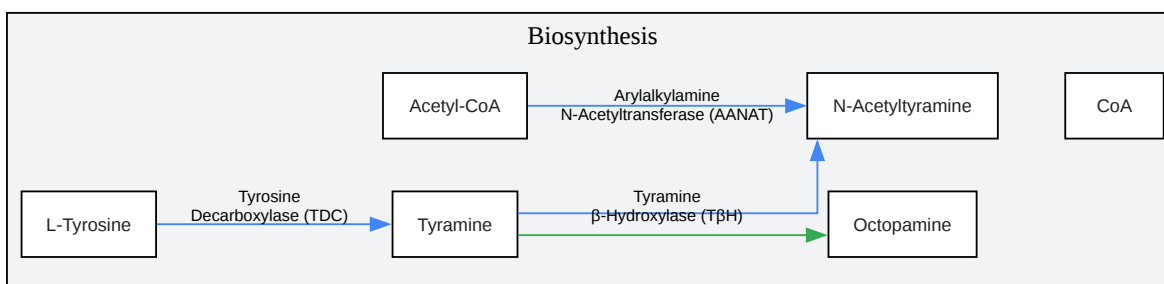 Biosynthesis
Acetyl-CoA
Arylalkylamine
N-Acetyltransferase (AANAT)
N-Acetyltyramine
CoA
L-Tyrosine
Tyrosine
Decarboxylase (TDC)
Tyramine
Tyramine
β-Hydroxylase (TβH)
Octopamine